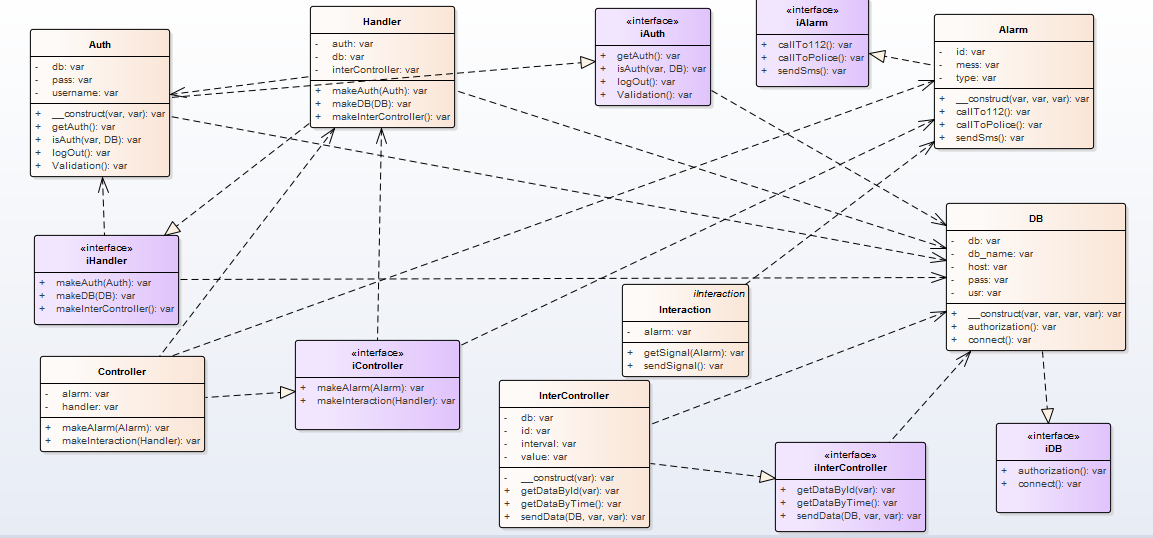 Auth
- db: var
- pass: var
- username: var
+ __construct(var, var): var
+ getAuth(): var
+ isAuth(var, DB): var
+ logOut(): var
+ Validation(): var
Handler
- auth: var
- db: var
- interController: var
+ makeAuth(Auth): var
+ makeDB(DB): var
+ makeInterController(): var
«interface»
iAuth
+ getAuth(): var
+ isAuth(var, DB): var
+ logOut(): var
+ Validation(): var
«interface»
iAlarm
+ callTo112(): var
+ callToPolice(): var
+ sendSms(): var
Alarm
- id: var
- mess: var
- type: var
+ __construct(var, var, var): var
+ callTo112(): var
+ callToPolice(): var
+ sendSms(): var
«interface»
iHandler
+ makeAuth(Auth): var
+ makeDB(DB): var
+ makeInterController(): var
DB
- db: var
- db_name: var
- host: var
- pass: var
- usr: var
+ __construct(var, var, var, var): var
+ authorization(): var
+ connect(): var
iInteraction
Interaction
- alarm: var
+ getSignal(Alarm): var
+ sendSignal(): var
Controller
- alarm: var
- handler: var
+ makeAlarm(Alarm): var
+ makeInteraction(Handler): var
«interface»
iController
+ makeAlarm(Alarm): var
+ makeInteraction(Handler): var
InterController
- db: var
- id: var
- interval: var
- value: var
- __construct(var): var
+ getDataById(var): var
+ getDataByTime(): var
+ sendData(DB, var, var): var
«interface»
iInterController
+ getDataById(var): var
+ getDataByTime(): var
+ sendData(DB, var, var): var
«interface»
iDB
+ authorization(): var
+ connect(): var